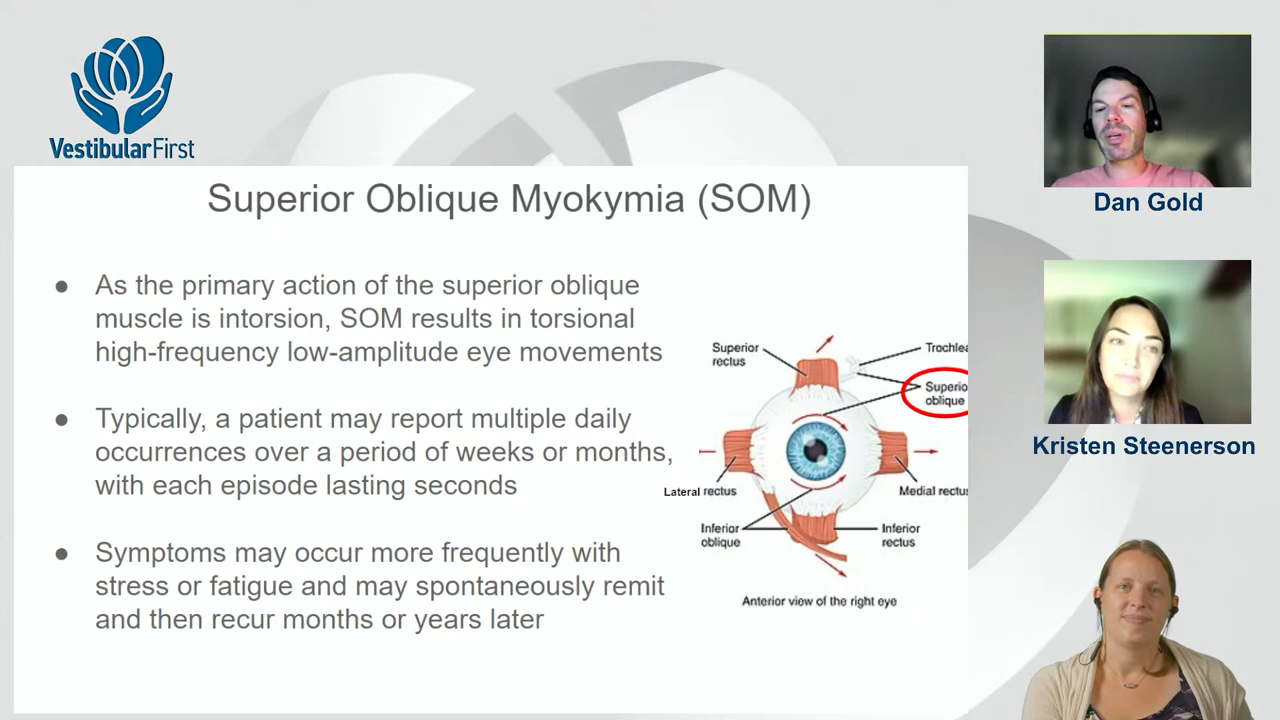 VestibularFirst
Superior Oblique Myokymia (SOM)
● As the primary action of the superior oblique
muscle is intorsion, SOM results in torsional
high-frequency low-amplitude eye movements
● Typically, a patient may report multiple daily
occurrences over a period of weeks or months,
with each episode lasting seconds
● Symptoms may occur more frequently with
stress or fatigue and may spontaneously remit
and then recur months or years later
Superior
rectus
Trochlea
Superio
oblique
Lateral rectus
Medial rectus
Inferior
oblique
Inferior
rectus
Anterior view of the right eye
Dan Gold
Kristen Steenerson